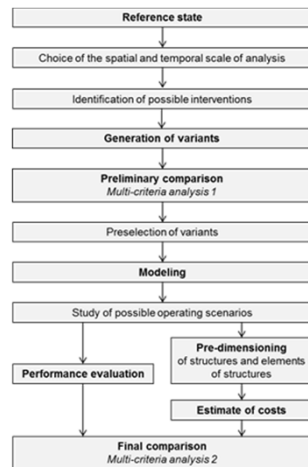 Reference state
Choice of the spatial and temporal scale of analysis
Identification of possible interventions
Generation of variants
Preliminary comparison
Multi-criteria analysis 1
Preselection of variants
Modeling
Study of possible operating scenarios
Performance evaluation
Pre-dimensioning
of structures and elements
of structures
Estimate of costs
Final comparison
Multi-criteria analysis 2